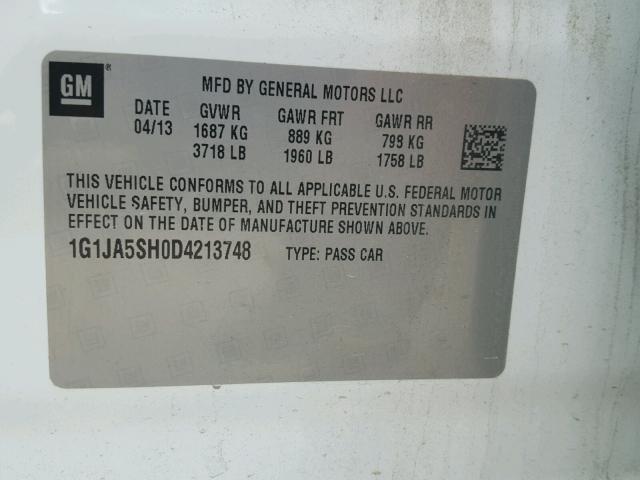 GM®
MFD BY GENERAL MOTORS LLC
DATE GVWR GAWR FRT GAWR RR
04/13 1687 KG 889 KG 798 KG
3718 LB 1960 LB 1758 LB
THIS VEHICLE CONFORMS TO ALL APPLICABLE U.S. FEDERAL MOTOR
VEHICLE SAFETY, BUMPER, AND THEFT PREVENTION STANDARDS IN
EFFECT ON THE DATE OF MANUFACTURE SHOWN ABOVE.
1G1JA5SH0D4213748 TYPE: PASS CAR